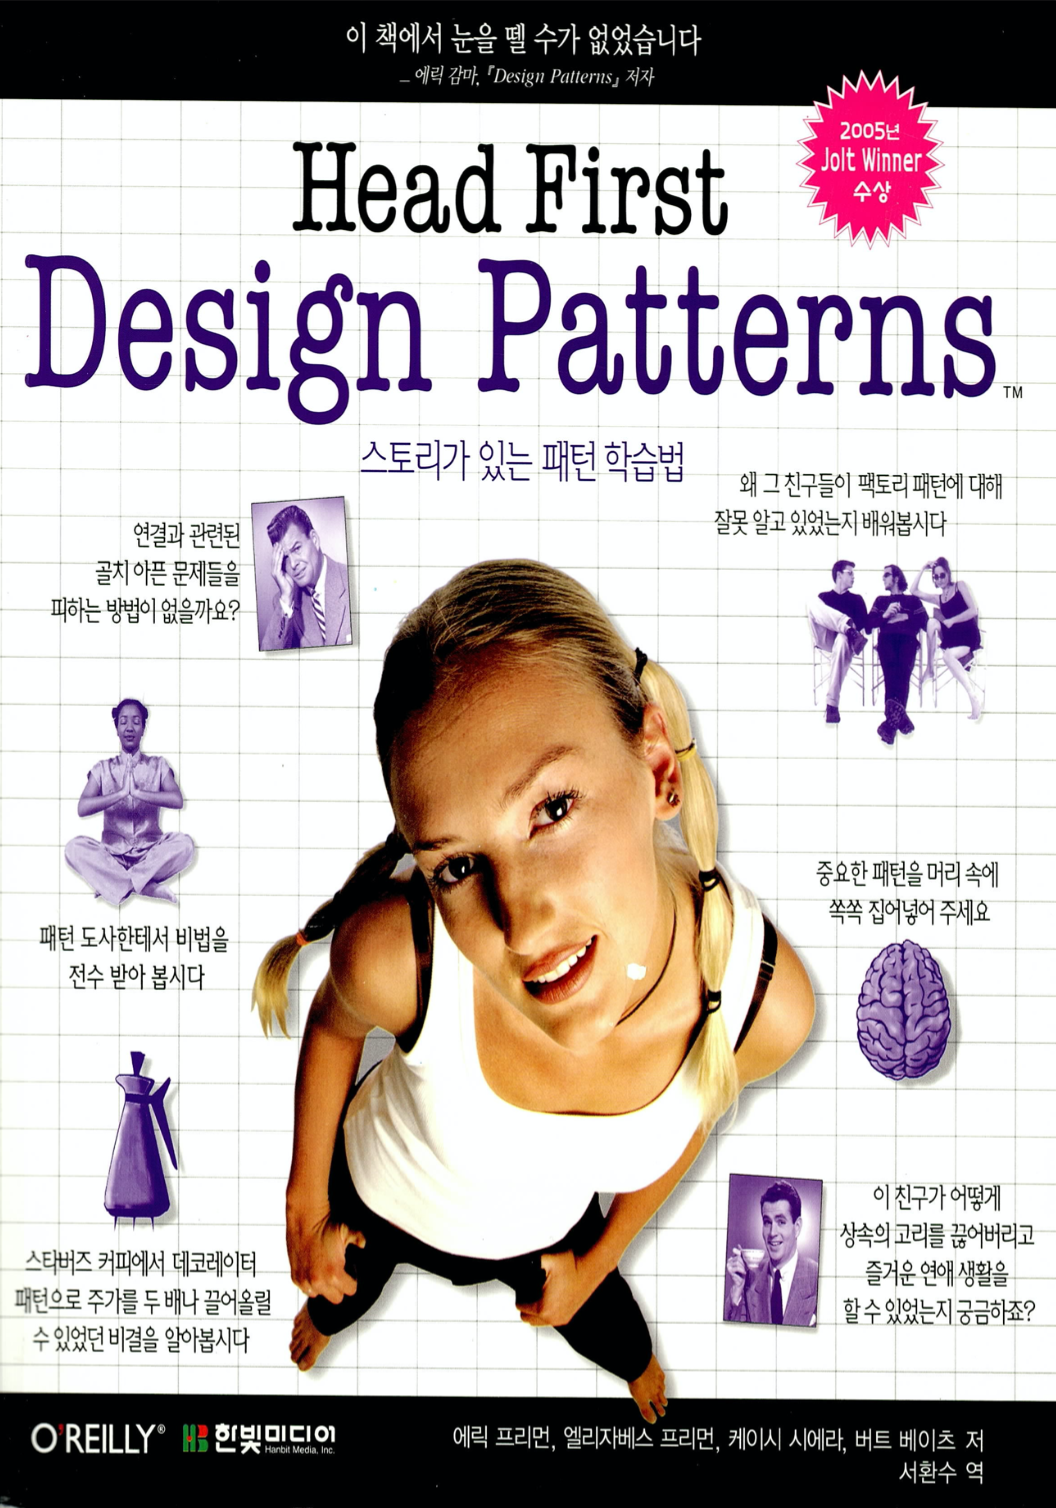 이 책에서 눈을 뗄 수가 없었습니다
_ 에릭 감마, 『Design Patterns』 저자
2005년
Jolt Winner
수상
Head First
Design Patterns™
스토리가 있는 패턴 학습법
왜 그 친구들이 팩토리 패턴에 대해
잘못 알고 있었는지 배워봅시다
연결과 관련된
골치 아픈 문제들을
피하는 방법이 없을까요?
패턴 도사한테서 비법을
전수 받아 봅시다
중요한 패턴을 머리 속에
쏙쏙 집어넣어 주세요
스타버즈 커피에서 데코레이터
패턴으로 주가를 두 배나 끌어올릴
수 있었던 비결을 알아봅시다
이 친구가 어떻게
상속의 고리를 끊어버리고
즐거운 연애 생활을
할 수 있었는지 궁금하죠?
O'REILLY®
HB 한빛미디어
Hanbit Media, Inc.
에릭 프리먼, 엘리자베스 프리먼, 케이시 시에라, 버트 베이츠 저
서환수 역